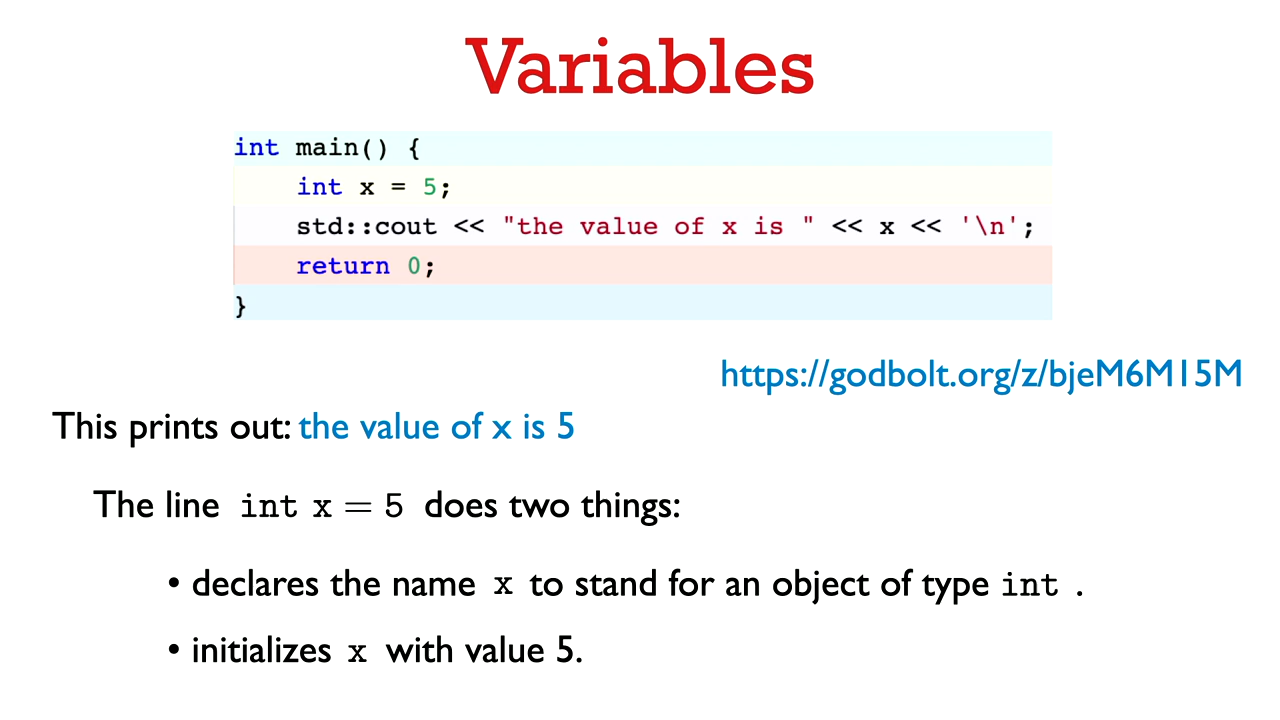 Variables
int main() {
    int x = 5;
    std::cout << "the value of x is " << x << '\n';
    return 0;
}
https://godbolt.org/z/bjeM6M15M
This prints out: the value of x is 5
The line int x = 5 does two things:
• declares the name x to stand for an object of type int .
• initializes x with value 5.